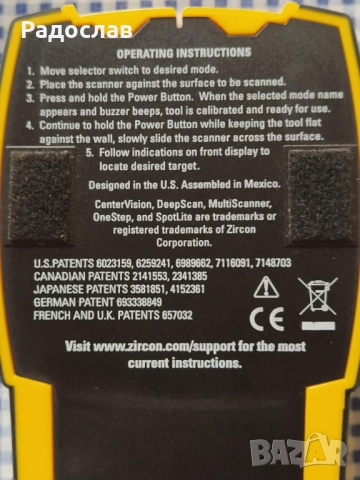 Радослав
OPERATING INSTRUCTIONS
1. Move selector switch to desired mode.
2. Place the scanner against the surface to be scanned.
3. Press and hold the Power Button. When the selected mode name
appears and buzzer beeps, tool is calibrated and ready for use.
4. Continue to hold the Power Button while keeping the tool flat
against the wall, slowly slide the scanner across the surface.
5. Follow indications on front display to
locate desired target.
Designed in the U.S. Assembled in Mexico.
CenterVision, DeepScan, MultiScanner,
OneStep, and SpotLite are trademarks or
registered trademarks of Zircon
Corporation.
U.S.PATENTS 6023159, 6259241, 6989662, 7116091, 7148703
CANADIAN PATENTS 2141553, 2341385
JAPANESE PATENTS 3581851, 4152361
GERMAN PATENT 693338849
FRENCH AND U.K. PATENTS 657032
CE
Visit www.zircon.com/support for the most
current instructions.
BAZAR
bg